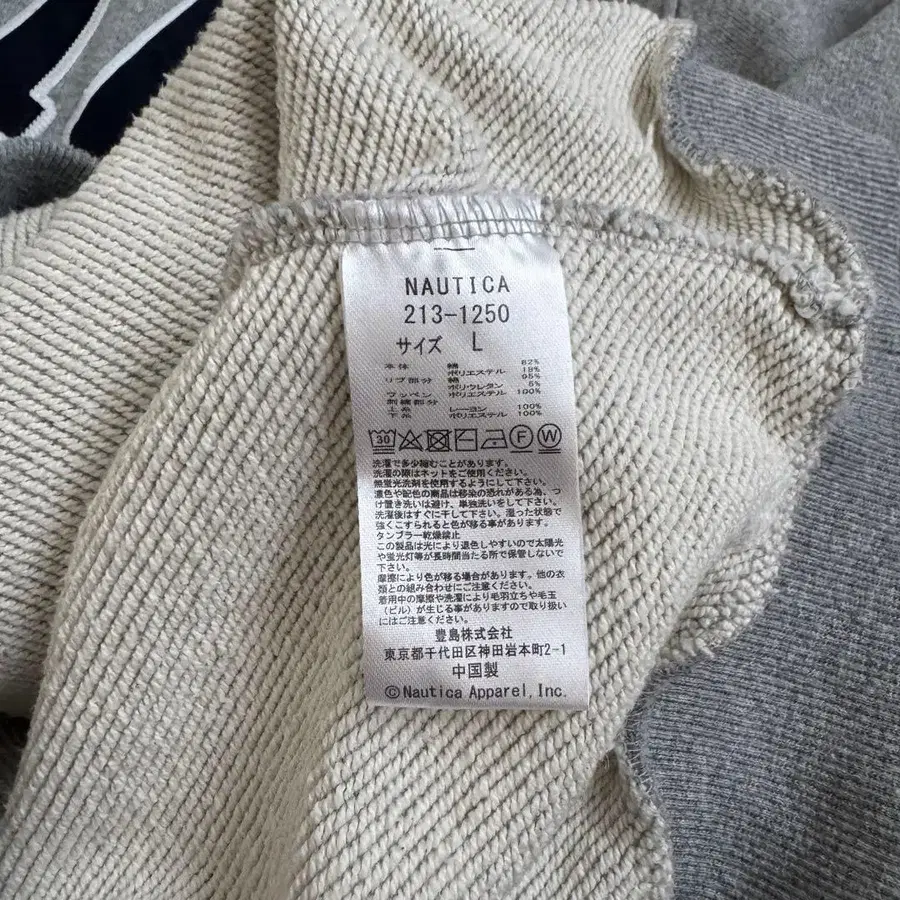 NAUTICA
213-1250
サイズ L
本体 綿 82%
ポリエステル 18%
リブ部分 綿 95%
ポリウレタン 5%
ワッペン ポリエステル 100%
刺繍部分
上糸 レーヨン 100%
下糸 ポリエステル 100%
30 F W
洗濯で多少縮むことがあります。
洗濯の際はネットをご使用ください。
無蛍光洗剤を使用するようにして下さい。
濃色や配色の商品は移染の恐れがある為、つ
け置き洗いは避け、単独洗いをして下さい。
洗濯後はすぐに干して下さい。湿った状態で
強くこすられると色が移る事があります。
タンブラー乾燥禁止
この製品は光により退色しやすいので太陽光
や蛍光灯等が長時間当たる所で保管しないで
下さい。
摩擦により色が移る場合があります。他の衣
類との組み合わせにご注意ください。
着用中の摩擦や洗濯により毛羽立ちや毛玉
（ピル）が生じる事がありますので取り扱い
にはご注意ください。
豊島株式会社
東京都千代田区神田岩本町2-1
中国製
©Nautica Apparel, Inc.